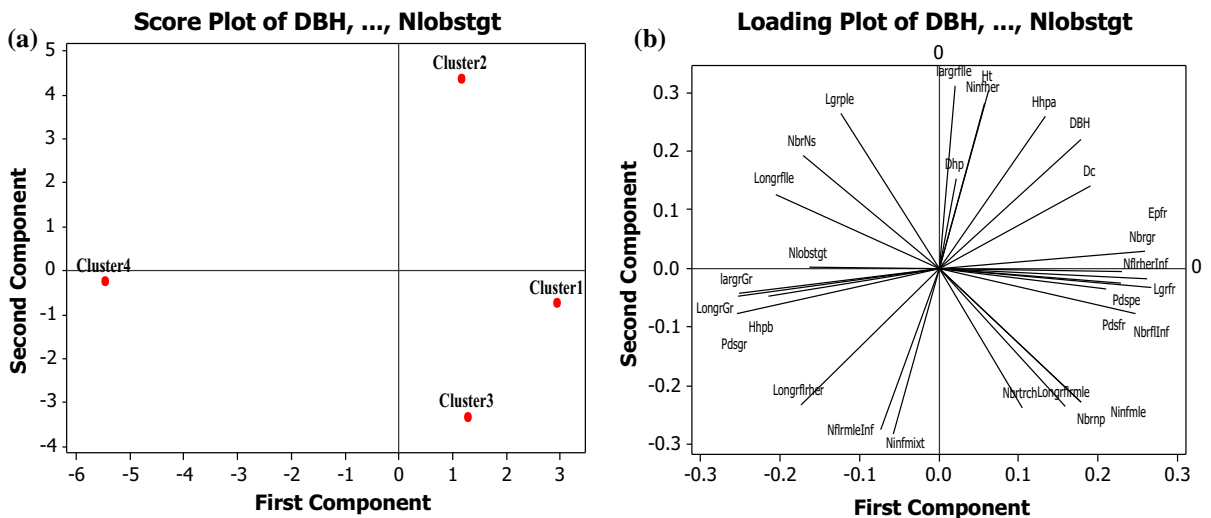 (a)
Score Plot of DBH, ..., Nlobstgt
Second Component
5
4
3
2
1
0
-1
-2
-3
-4
Cluster2
Cluster4
Cluster1
Cluster3
-6 -5 -4 -3 -2 -1 0 1 2 3
First Component
(b)
Loading Plot of DBH, ..., Nlobstgt
0
Second Component
0.3
0.2
0.1
0.0
-0.1
-0.2
-0.3
largrflle
Ht
Ninfher
Lgrple
Hhpa
DBH
NbrNs
Dhp
Dc
Longrflle
Epfr
Nbrgr
Nlobstgt
NflrherInf
0
largrGr
Lgrfr
LongrGr
Pdspe
Hhpb
Pdsfr
NbrflInf
Pdsgr
Longrflrher
Nbrtrch
Longrflrmle
Ninfmle
Nbrnp
NflrmleInf
Ninfmixt
-0.3 -0.2 -0.1 0.0 0.1 0.2 0.3
First Component